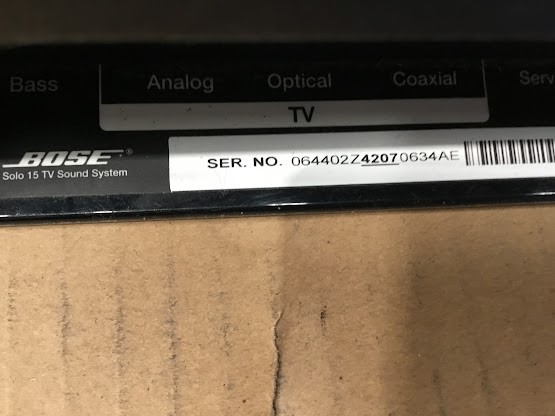 Bass Analog Optical Coaxial
TV
BOSE®
SER. NO. 064402Z42070634AE
Solo 15 TV Sound System